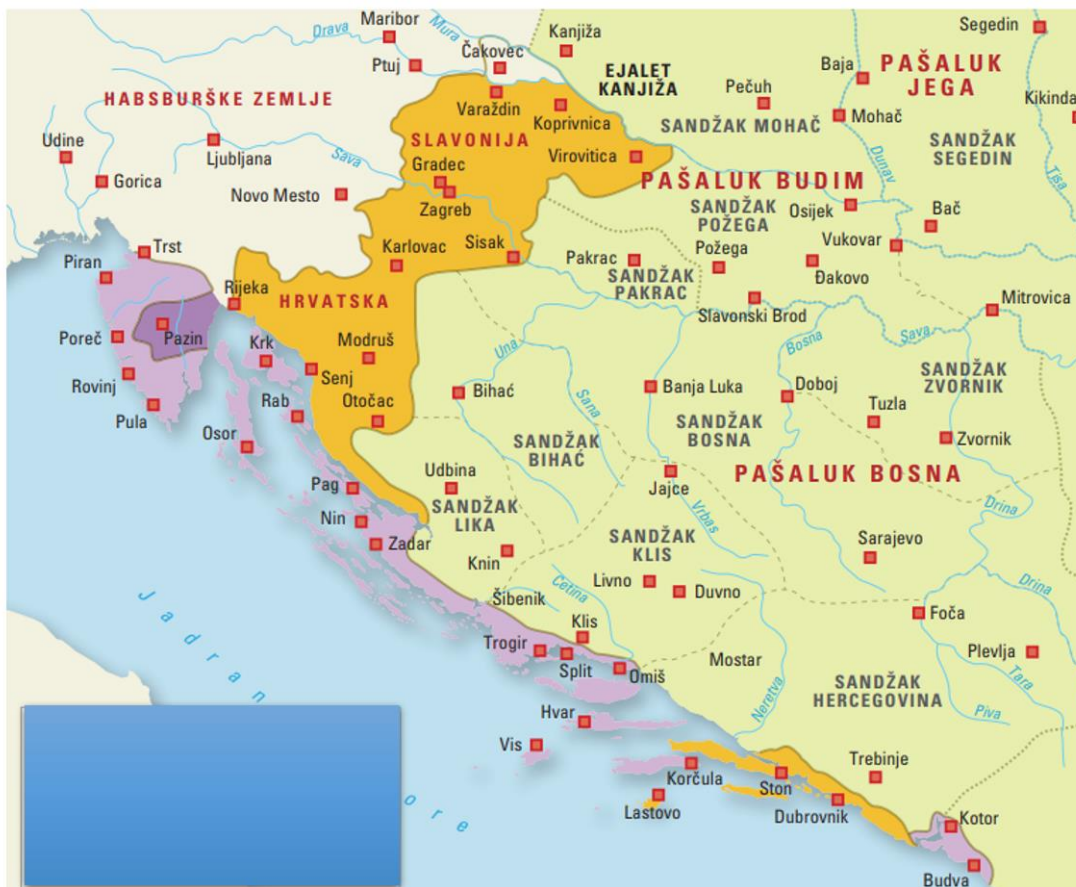 Maribor
Drava
Mura
Čakovec
Kanjiža
Segedin
Ptuj
EJALET
KANJIŽA
Baja
PAŠALUK
JEGA
HABSBURŠKE ZEMLJE
Varaždin
Koprivnica
Pečuh
SANDŽAK MOHAČ
Mohač
Kikinda
Udine
Ljubljana
Sava
SLAVONIJA
Virovitica
Dunav
SANDŽAK
SEGEDIN
Tisa
Gorica
Novo Mesto
Gradec
Zagreb
PAŠALUK BUDIM
SANDŽAK
POŽEGA
Osijek
Bač
Trst
Karlovac
Sisak
Pakrac
Požega
Vukovar
Piran
SANDŽAK
PAKRAC
Đakovo
Rijeka
HRVATSKA
Slavonski Brod
Mitrovica
Poreč
Pazin
Krk
Modruš
Una
Bosna
Sava
Rovinj
Senj
Bihać
Sana
Banja Luka
Doboj
SANDŽAK
ZVORNIK
Pula
Rab
Otočac
Tuzla
Osor
SANDŽAK
BIHAĆ
SANDŽAK
BOSNA
Zvornik
Udbina
Pag
Jajce
PAŠALUK BOSNA
Nin
SANDŽAK
LIKA
Vrbas
Drina
Zadar
Knin
SANDŽAK
KLIS
Sarajevo
Šibenik
Cetina
Livno
Duvno
Drina
Jadran
Klis
Foča
Trogir
Split
Omiš
Mostar
Plevlja
Tara
Neretva
SANDŽAK
HERCEGOVINA
Piva
Hvar
Vis
Korčula
Ston
Trebinje
ore
Lastovo
Dubrovnik
Kotor
Budva